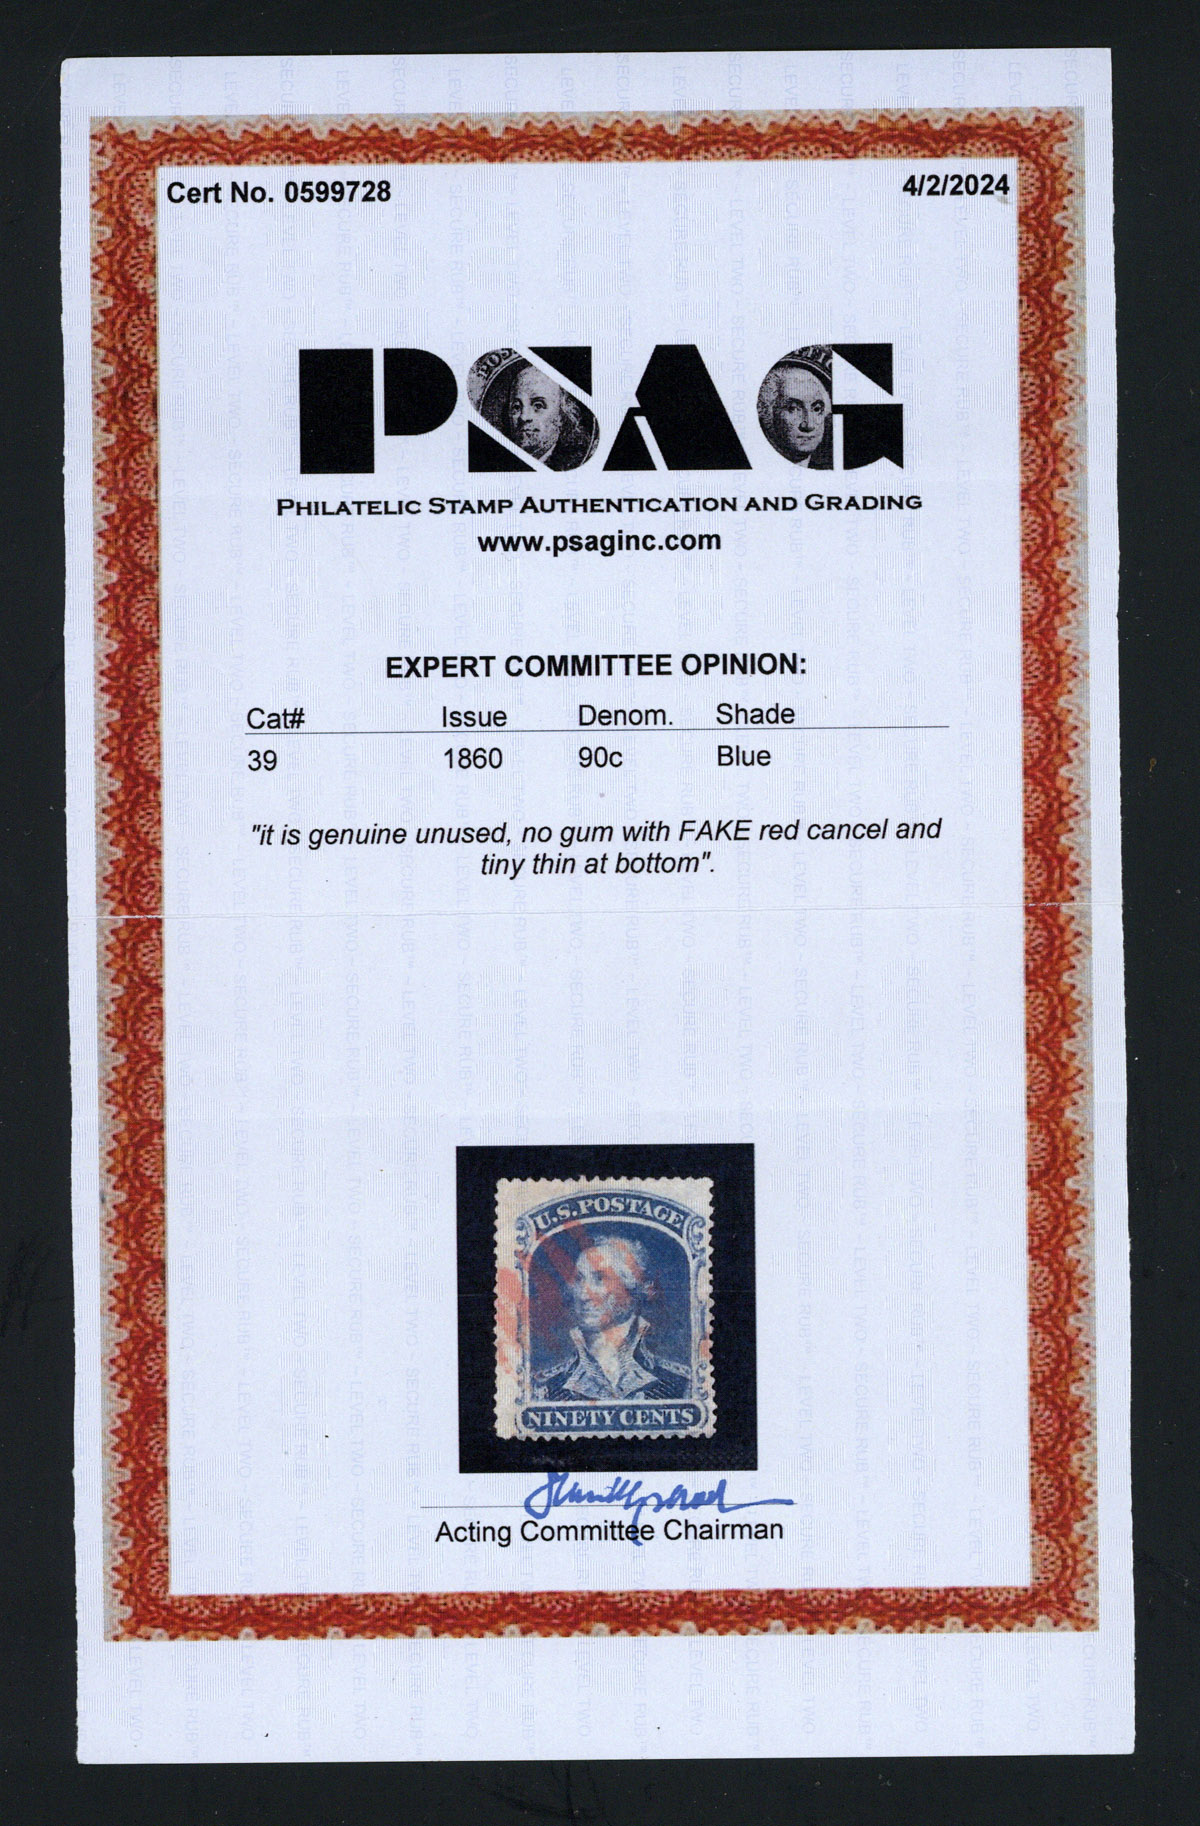 Cert No. 0599728
4/2/2024
PSAG
PHILATELIC STAMP AUTHENTICATION AND GRADING
www.psaginc.com
EXPERT COMMITTEE OPINION:
Cat# Issue Denom. Shade
39 1860 90c Blue
"it is genuine unused, no gum with FAKE red cancel and
tiny thin at bottom".
U.S. POSTAGE
NINETY CENTS
Acting Committee Chairman